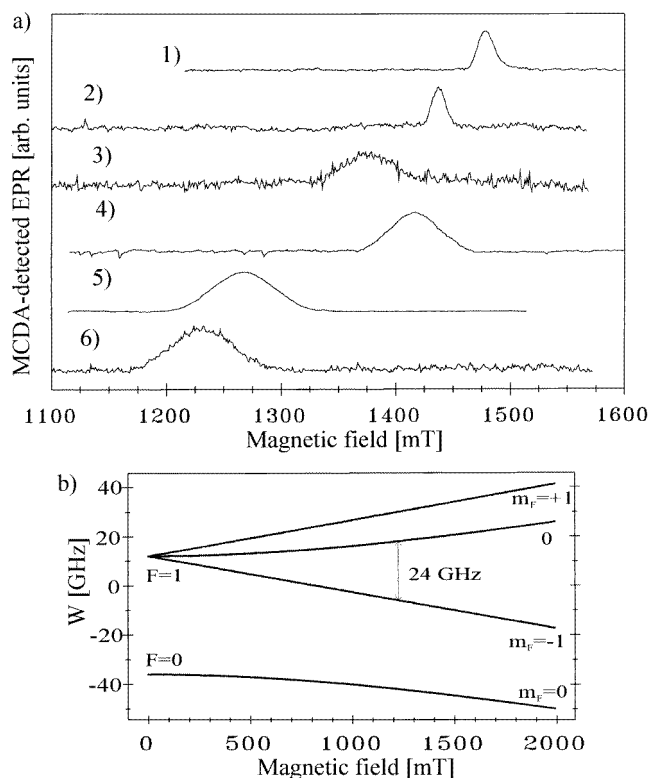 a)
MCDA-detected EPR [arb. units]
1)
2)
3)
4)
5)
6)
1100 1200 1300 1400 1500 1600
Magnetic field [mT]
b)
W [GHz]
40
20
0
-20
-40
m_F=+1
0
F=1
24 GHz
m_F=-1
F=0
m_F=0
0 500 1000 1500 2000
Magnetic field [mT]